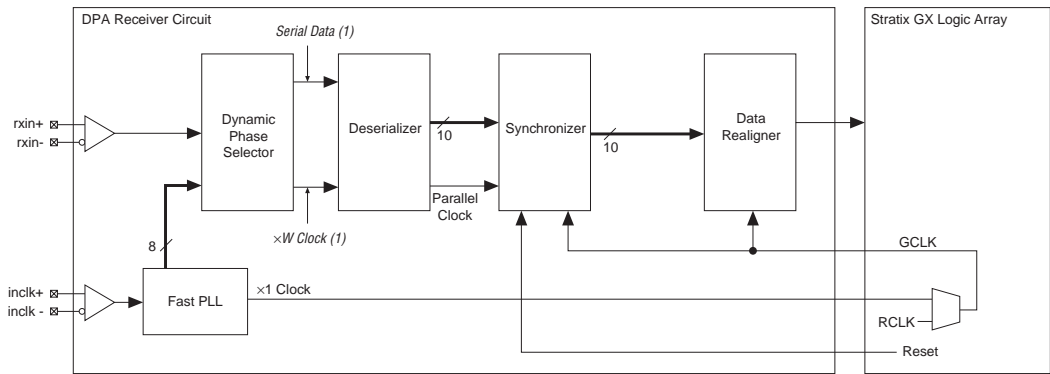 DPA Receiver Circuit
Stratix GX Logic Array
Serial Data (1)
rxin+
rxin-
Dynamic
Phase
Selector
Deserializer
10
Synchronizer
10
Data
Realigner
Parallel
Clock
×W Clock (1)
8
GCLK
inclk+
inclk -
Fast PLL
×1 Clock
RCLK
Reset